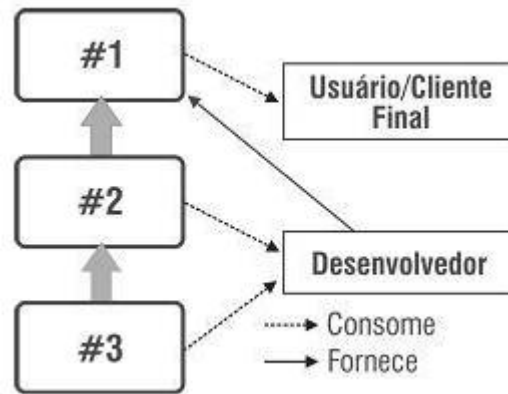 #1
Usuário/Cliente
Final
#2
Desenvolvedor
#3
Consome
Fornece